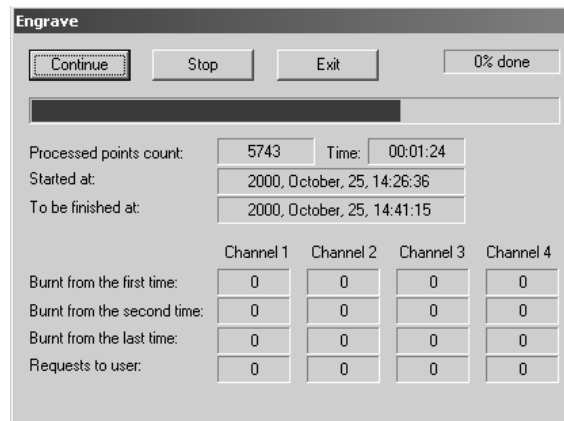 Engrave
Continue Stop Exit 0% done
Processed points count: 5743 Time: 00:01:24
Started at: 2000, October, 25, 14:26:36
To be finished at: 2000, October, 25, 14:41:15
Channel 1 Channel 2 Channel 3 Channel 4
Burnt from the first time: 0 0 0 0
Burnt from the second time: 0 0 0 0
Burnt from the last time: 0 0 0 0
Requests to user: 0 0 0 0